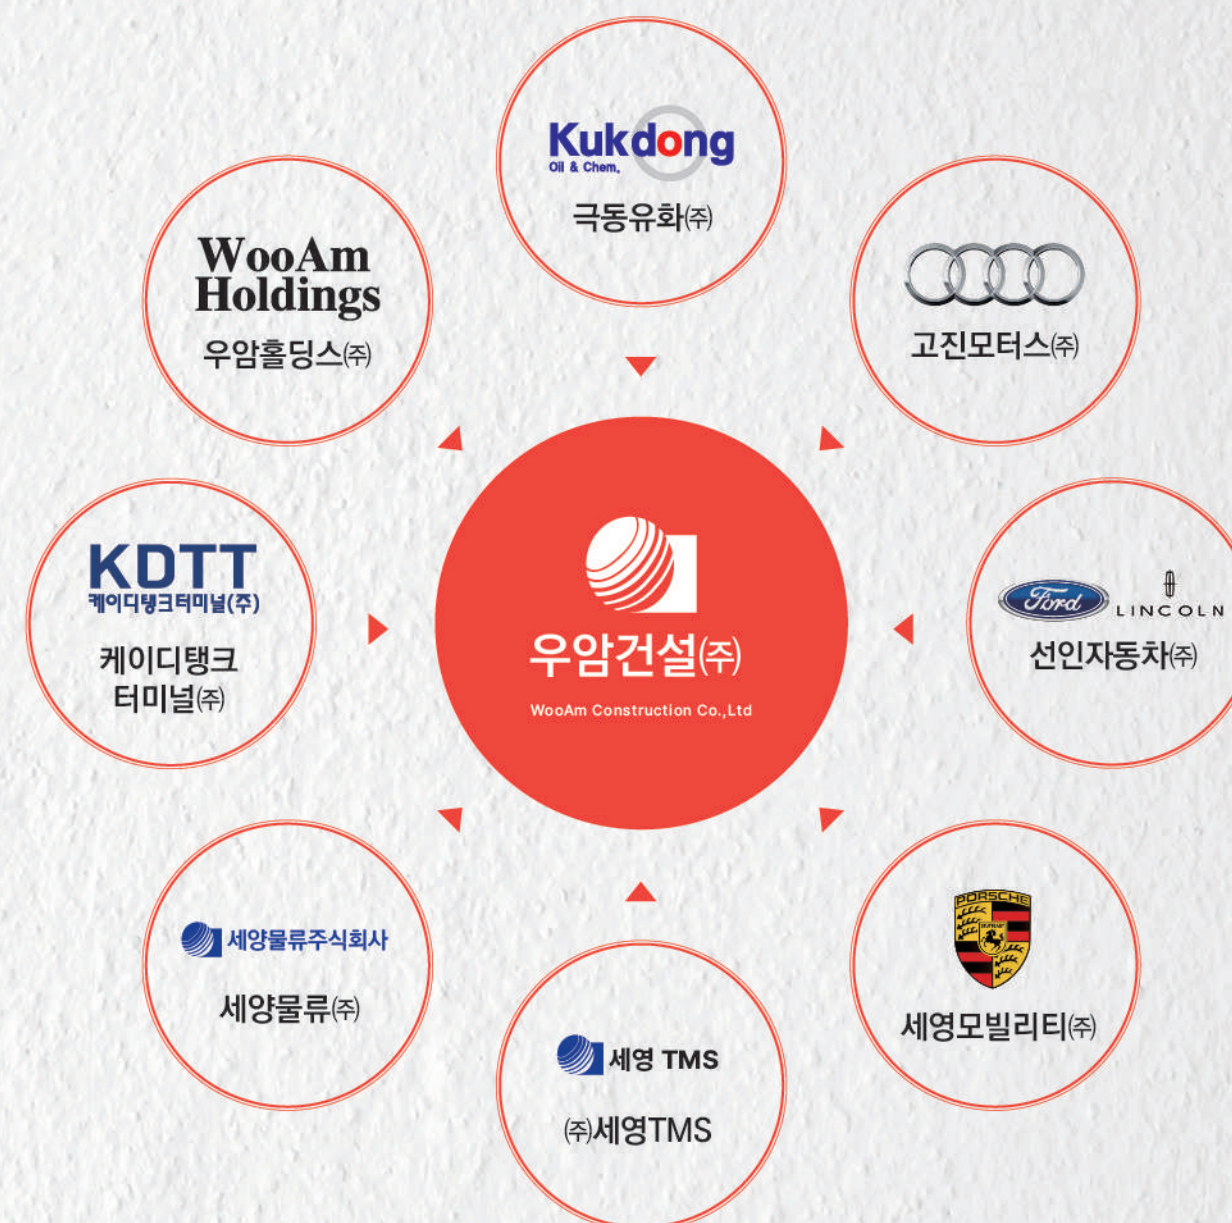 Kukdong
Oil & Chem.
극동유화㈜
WooAm
Holdings
우암홀딩스㈜
고진모터스㈜
KDTT
케이디탱크터미널(주)
케이디탱크
터미널㈜
우암건설㈜
WooAm Construction Co.,Ltd
Ford
LINCOLN
선인자동차㈜
세양물류주식회사
세양물류㈜
PORSCHE
세영모빌리티㈜
세영 TMS
㈜세영TMS